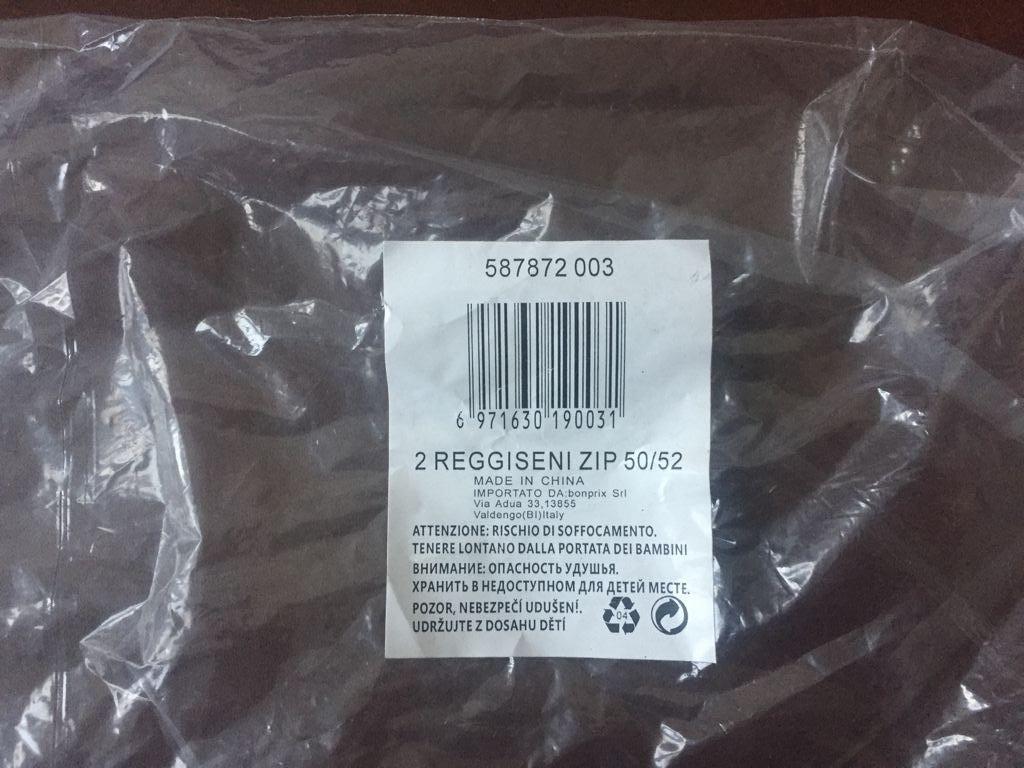 587872 003
6 971630 190031
2 REGGISENI ZIP 50/52
MADE IN CHINA
IMPORTATO DA:bonprix Srl
Via Adua 33,13855
Valdengo(BI)Italy
ATTENZIONE: RISCHIO DI SOFFOCAMENTO.
TENERE LONTANO DALLA PORTATA DEI BAMBINI
ВНИМАНИЕ: ОПАСНОСТЬ УДУШЬЯ.
ХРАНИТЬ В НЕДОСТУПНОМ ДЛЯ ДЕТЕЙ МЕСТЕ.
POZOR, NEBEZPEČÍ UDUŠENÍ.
UDRŽUJTE Z DOSAHU DĚTÍ
04